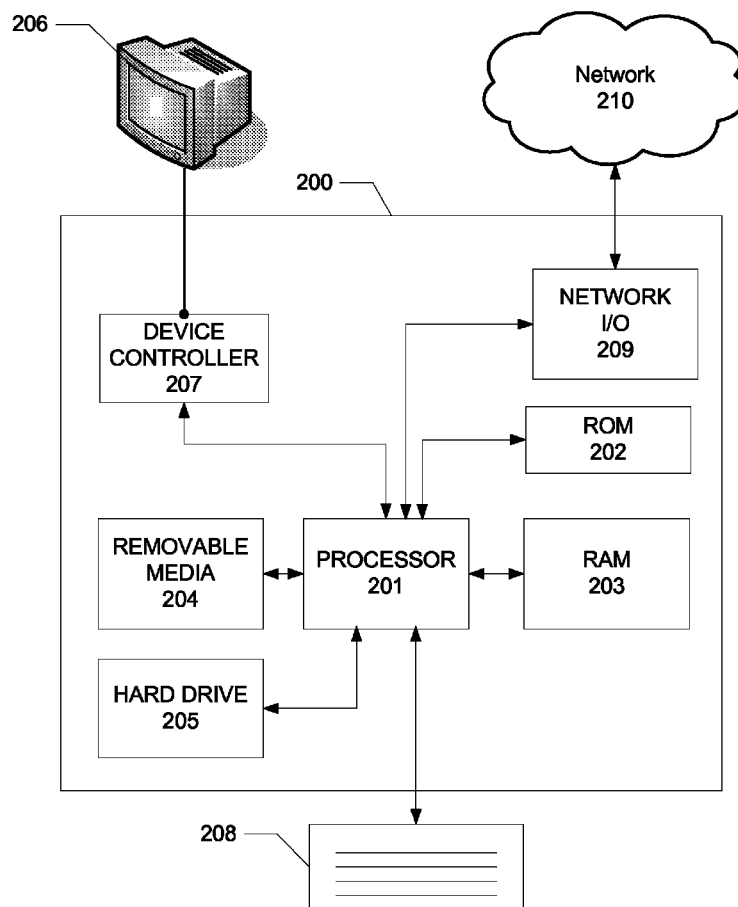 206
Network
210
200
NETWORK
I/O
209
DEVICE
CONTROLLER
207
ROM
202
REMOVABLE
MEDIA
204
PROCESSOR
201
RAM
203
HARD DRIVE
205
208